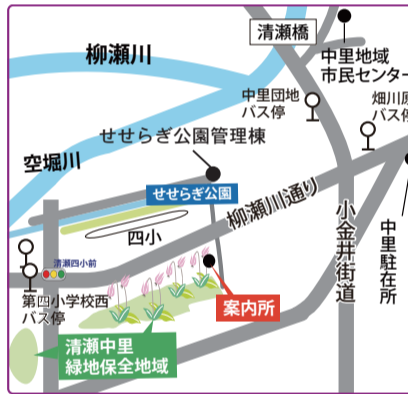 清瀬橋
柳瀬川
中里地域
市民センター
中里団地
バス停
畑川原
バス停
せせらぎ公園管理棟
空堀川
せせらぎ公園
柳瀬川通り
四小
小金井街道
中里駐在所
清瀬四小前
第四小学校西
バス停
案内所
清瀬中里
緑地保全地域